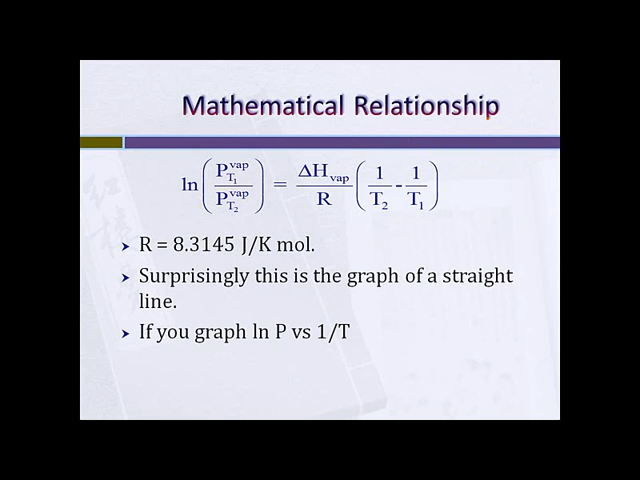 Mathematical Relationship
ln(P^vap_T1 / P^vap_T2) = ΔH_vap / R (1/T2 - 1/T1)
R = 8.3145 J/K mol.
Surprisingly this is the graph of a straight
line.
If you graph ln P vs 1/T